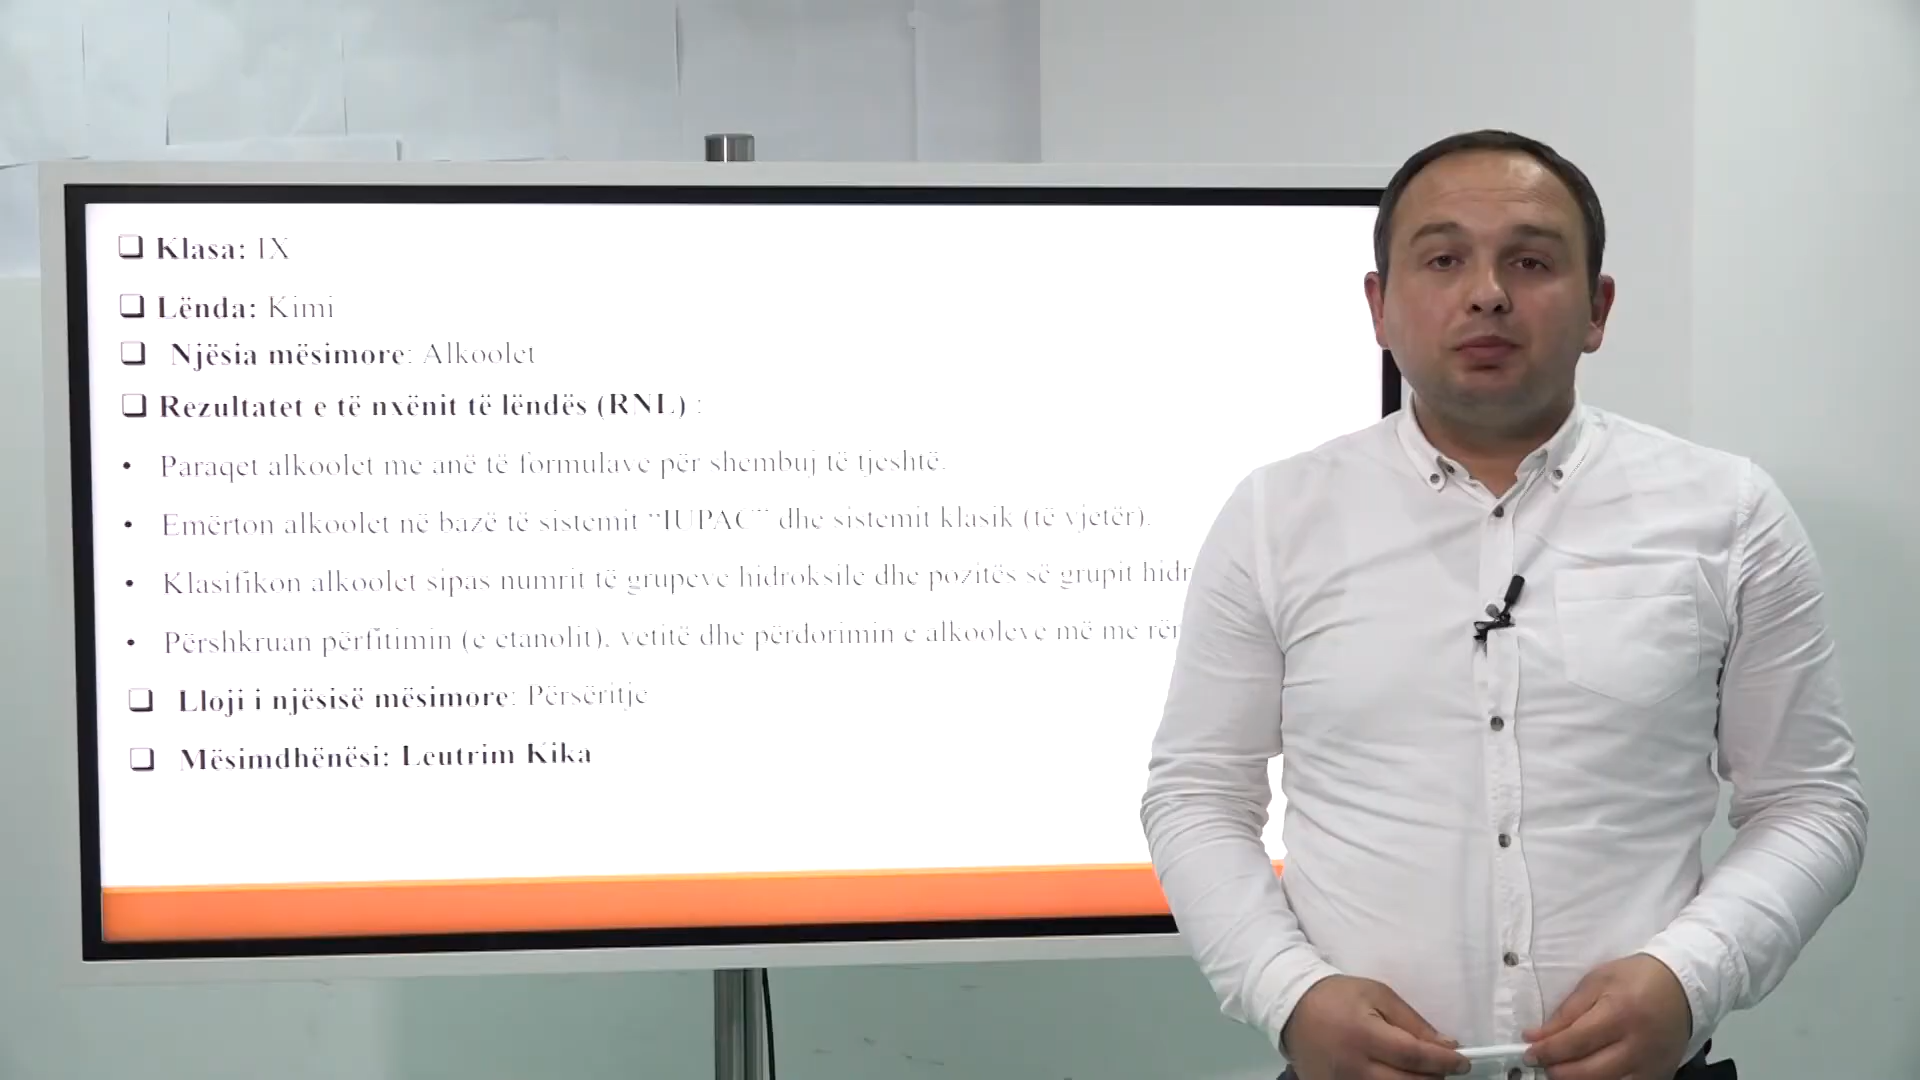 ❑ Klasa: IX
❑ Lënda: Kimi
❑ Njësia mësimore: Alkoolet
❑ Rezultatet e të nxënit të lëndës (RNL) :
• Paraqet alkoolet me anë të formulave për shembuj të tjeshtë.
• Emërton alkoolet në bazë të sistemit “IUPAC” dhe sistemit klasik (të vjetër).
• Klasifikon alkoolet sipas numrit të grupeve hidroksile dhe pozitës së grupit
• Përshkruan përfitimin (e etanolit), vetitë dhe përdorimin e alkooleve më me
❑ Lloji i njësisë mësimore: Përsëritje
❑ Mësimdhënësi: Leutrim Kika